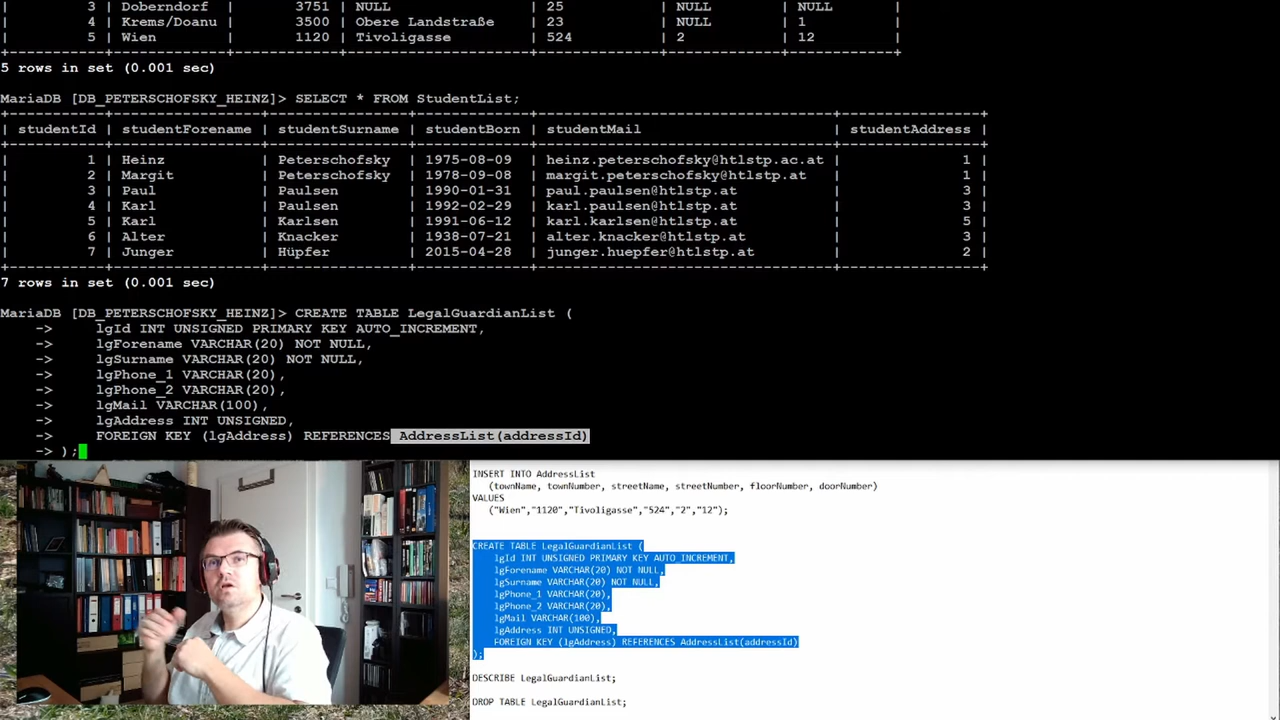 | 3 | Doberndorf | 3751 | NULL | 25 | NULL | NULL |
| 4 | Krems/Doanu | 3500 | Obere Landstraße | 23 | NULL | 1 |
| 5 | Wien | 1120 | Tivoligasse | 524 | 2 | 12 |
5 rows in set (0.001 sec)
MariaDB [DB_PETERSCHOFSKY_HEINZ]> SELECT * FROM StudentList;
| studentId | studentForename | studentSurname | studentBorn | studentMail | studentAddress |
| 1 | Heinz | Peterschofsky | 1975-08-09 | heinz.peterschofsky@htlstp.ac.at | 1 |
| 2 | Margit | Peterschofsky | 1978-09-08 | margit.peterschofsky@htlstp.at | 1 |
| 3 | Paul | Paulsen | 1990-01-31 | paul.paulsen@htlstp.at | 3 |
| 4 | Karl | Paulsen | 1992-02-29 | karl.paulsen@htlstp.at | 3 |
| 5 | Karl | Karlsen | 1991-06-12 | karl.karlsen@htlstp.at | 5 |
| 6 | Alter | Knacker | 1938-07-21 | alter.knacker@htlstp.at | 3 |
| 7 | Junger | Hüpfer | 2015-04-28 | junger.huepfer@htlstp.at | 2 |
7 rows in set (0.001 sec)
MariaDB [DB_PETERSCHOFSKY_HEINZ]> CREATE TABLE LegalGuardianList (
-> lgId INT UNSIGNED PRIMARY KEY AUTO_INCREMENT,
-> lgForename VARCHAR(20) NOT NULL,
-> lgSurname VARCHAR(20) NOT NULL,
-> lgPhone_1 VARCHAR(20),
-> lgPhone_2 VARCHAR(20),
-> lgMail VARCHAR(100),
-> lgAddress INT UNSIGNED,
-> FOREIGN KEY (lgAddress) REFERENCES AddressList(addressId)
-> );
INSERT INTO AddressList
(townName, townNumber, streetName, streetNumber, floorNumber, doorNumber)
VALUES
("Wien","1120","Tivoligasse","524","2","12");
CREATE TABLE LegalGuardianList (
lgId INT UNSIGNED PRIMARY KEY AUTO_INCREMENT,
lgForename VARCHAR(20) NOT NULL,
lgSurname VARCHAR(20) NOT NULL,
lgPhone_1 VARCHAR(20),
lgPhone_2 VARCHAR(20),
lgMail VARCHAR(100),
lgAddress INT UNSIGNED,
FOREIGN KEY (lgAddress) REFERENCES AddressList(addressId)
);
DESCRIBE LegalGuardianList;
DROP TABLE LegalGuardianList;